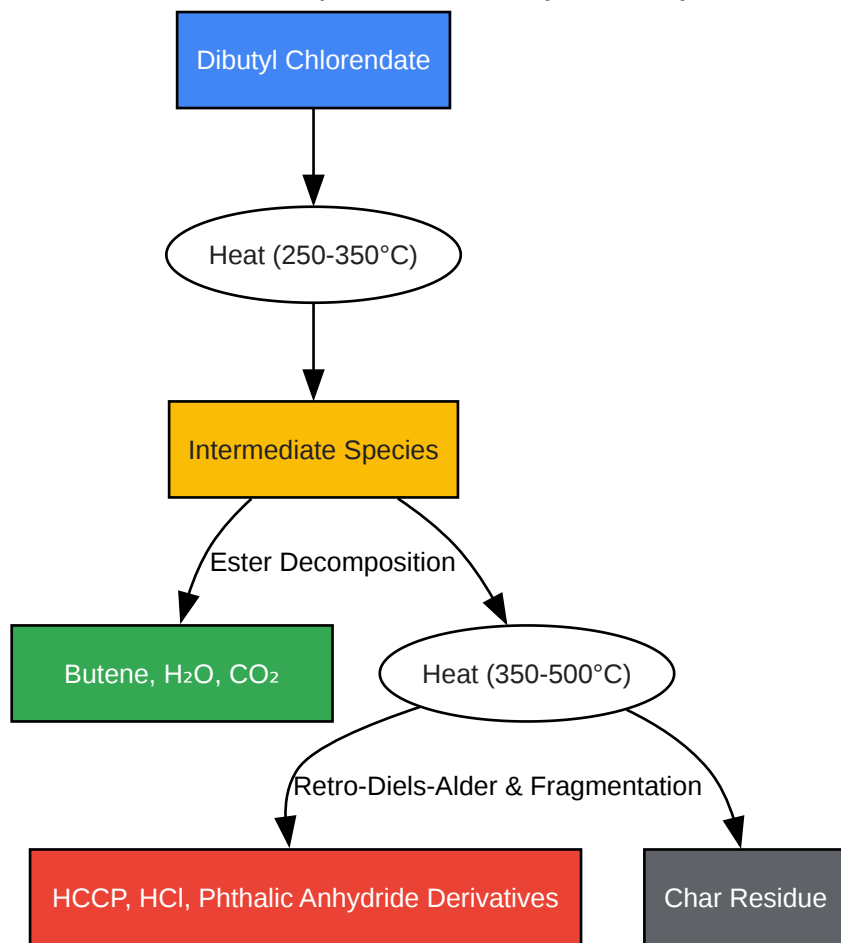 Dibutyl Chlorendate
Heat (250-350°C)
Intermediate Species
Ester Decomposition
Butene, H₂O, CO₂
Heat (350-500°C)
Retro-Diels-Alder & Fragmentation
HCCP, HCl, Phthalic Anhydride Derivatives
Char Residue